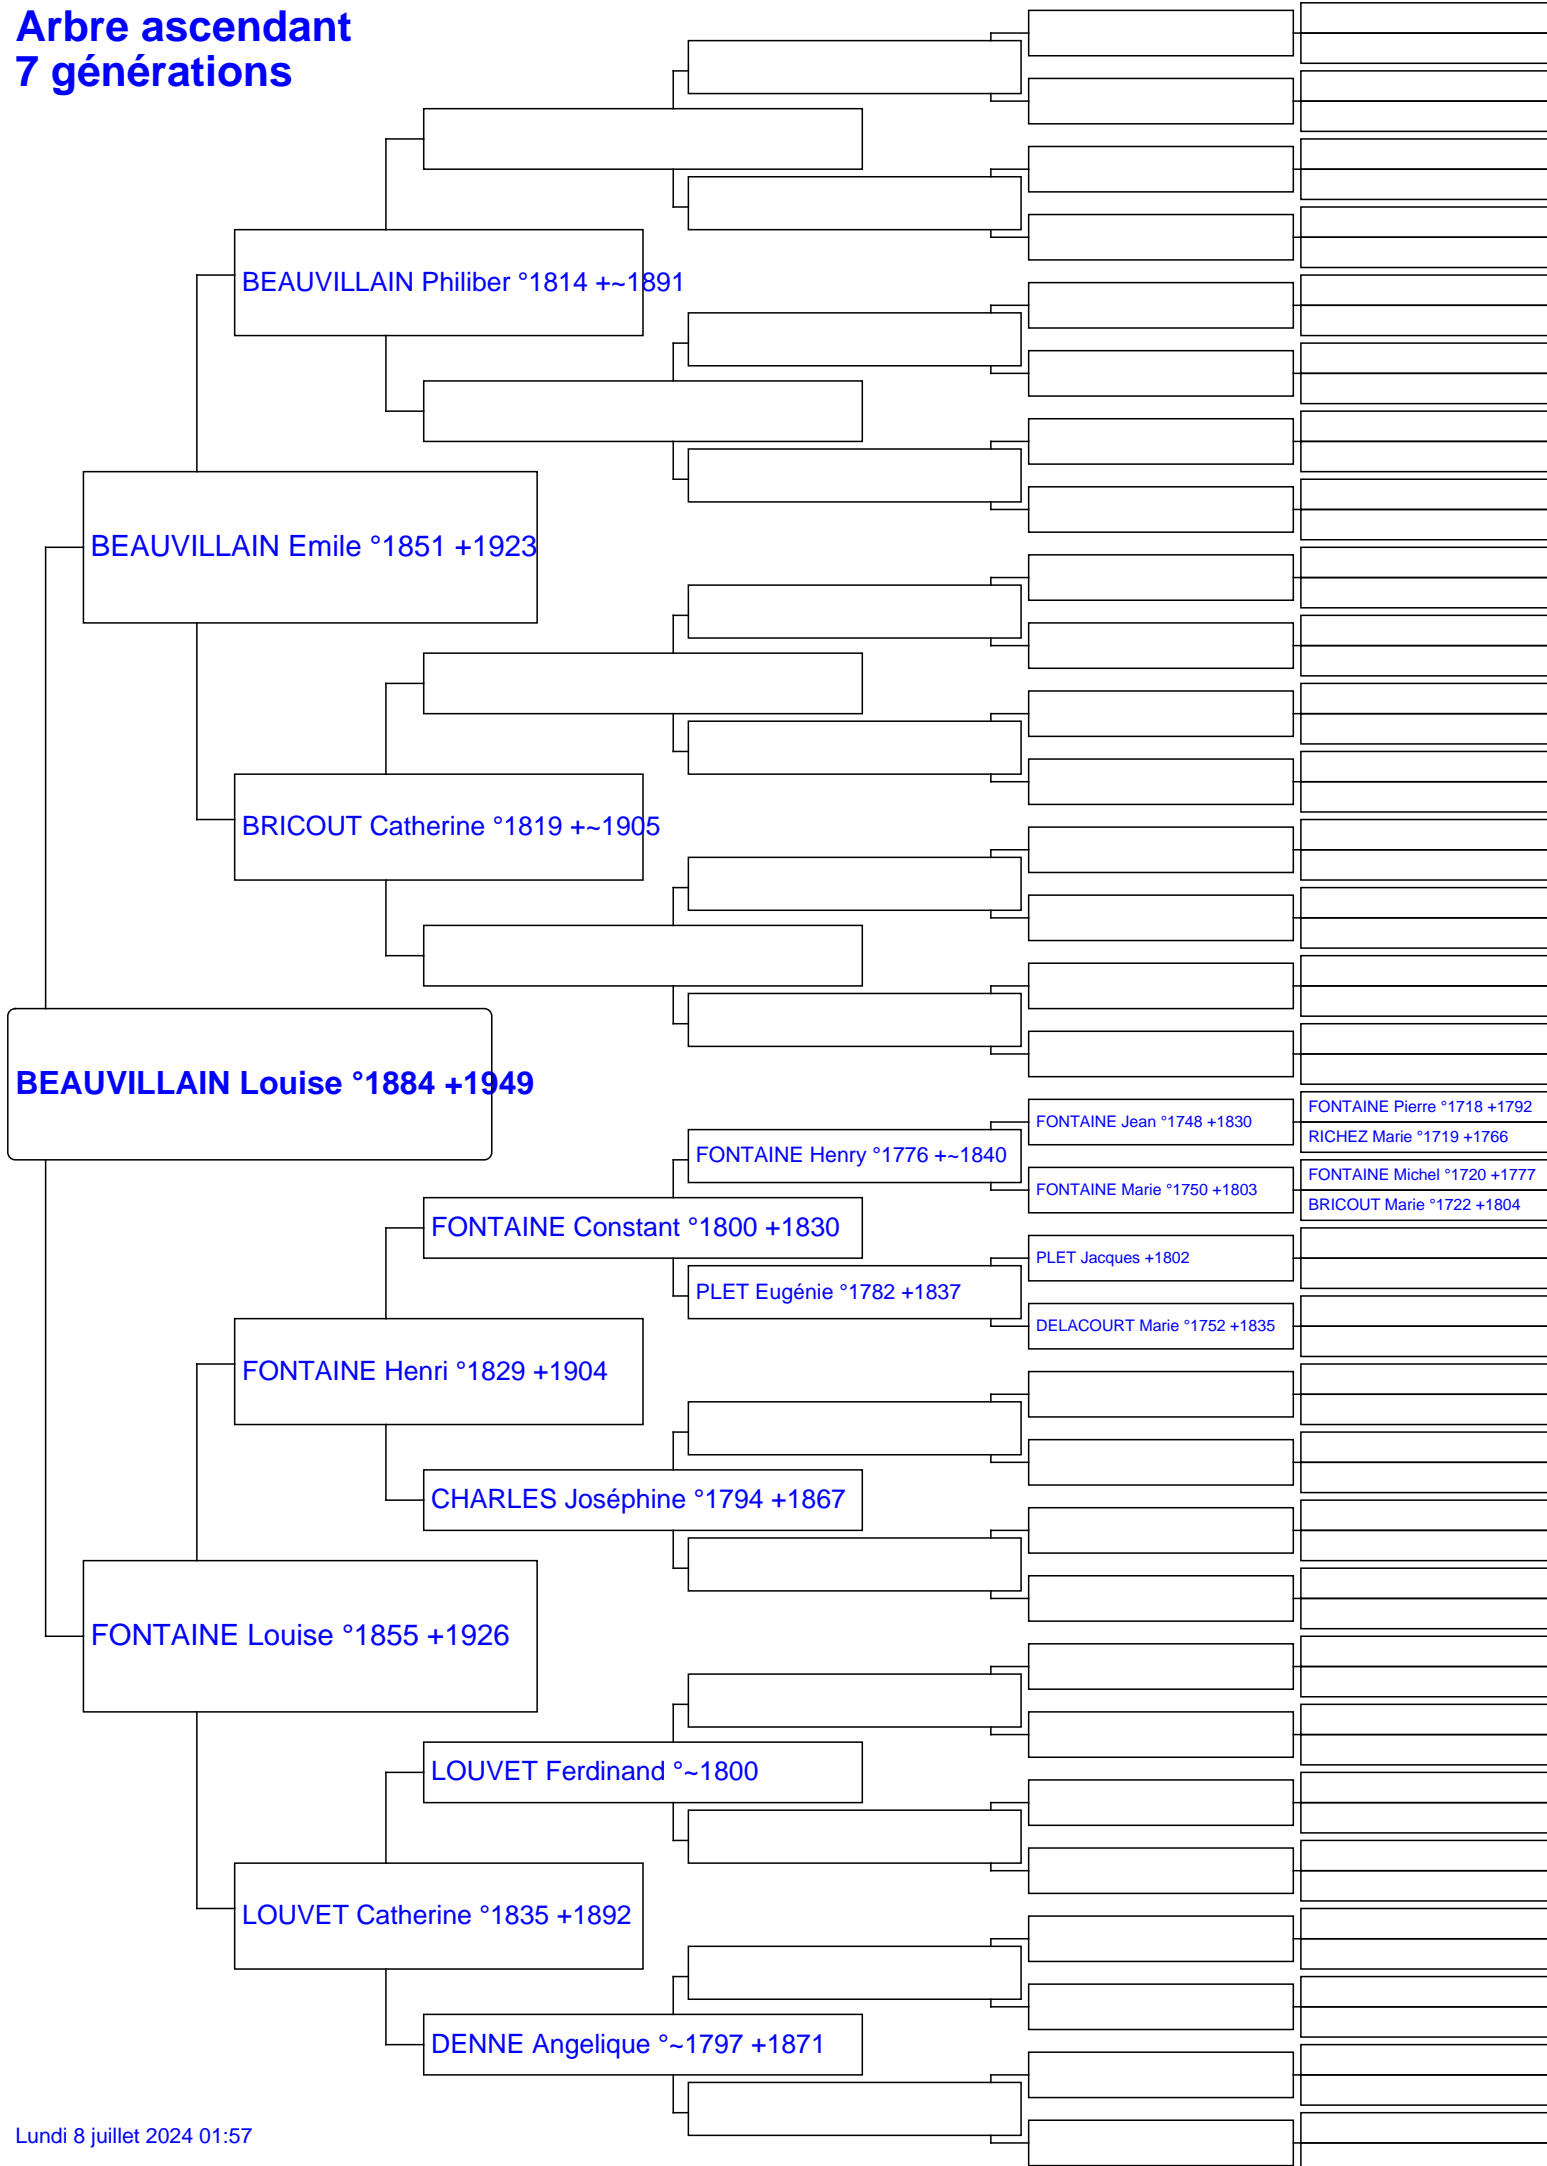 Arbre ascendant
7 générations
BEAUVILLAIN Philiber °1814 +~1891
BEAUVILLAIN Emile °1851 +1923
BRICOUT Catherine °1819 +~1905
BEAUVILLAIN Louise °1884 +1949
FONTAINE Pierre °1718 +1792
FONTAINE Jean °1748 +1830
RICHEZ Marie °1719 +1766
FONTAINE Henry °1776 +~1840
FONTAINE Michel °1720 +1777
FONTAINE Marie °1750 +1803
BRICOUT Marie °1722 +1804
FONTAINE Constant °1800 +1830
PLET Jacques +1802
PLET Eugénie °1782 +1837
DELACOURT Marie °1752 +1835
FONTAINE Henri °1829 +1904
CHARLES Joséphine °1794 +1867
FONTAINE Louise °1855 +1926
LOUVET Ferdinand °~1800
LOUVET Catherine °1835 +1892
DENNE Angelique °~1797 +1871
Lundi 8 juillet 2024 01:57